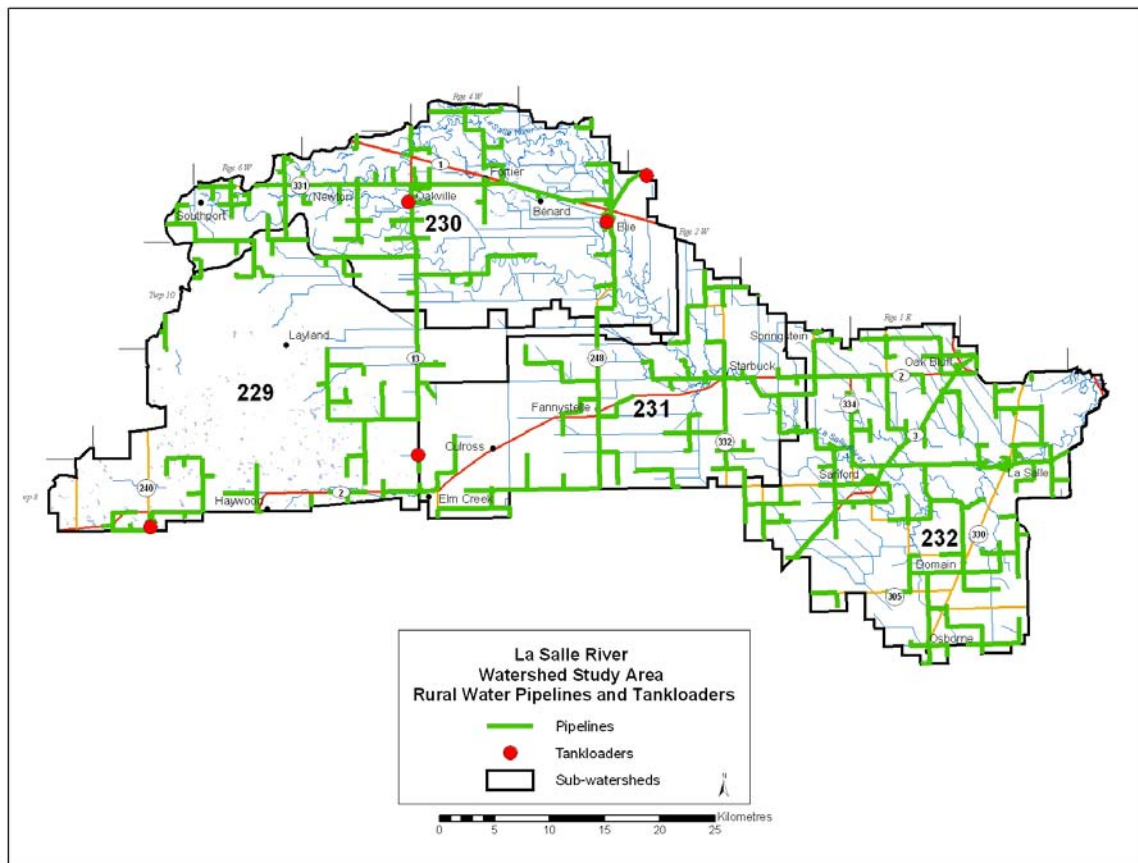 Rge 4 W
Rge 6 W
1
Fortier
331
Newton
Oakville
Southport
Benard
230
Elie
Rge 2 W
Twp 10
Rge 1 E
Layland
13
248
Springstein
Starbuck
Oak Bluff
2
229
Fannystelle
231
334
3
Culross
332
La Salle River
Sanford
La Salle
240
Haywood
2
Elm Creek
232
330
Domain
305
Osborne
La Salle River
Watershed Study Area
Rural Water Pipelines and Tankloaders
Pipelines
Tankloaders
Sub-watersheds
N
Kilometres
0 5 10 15 20 25